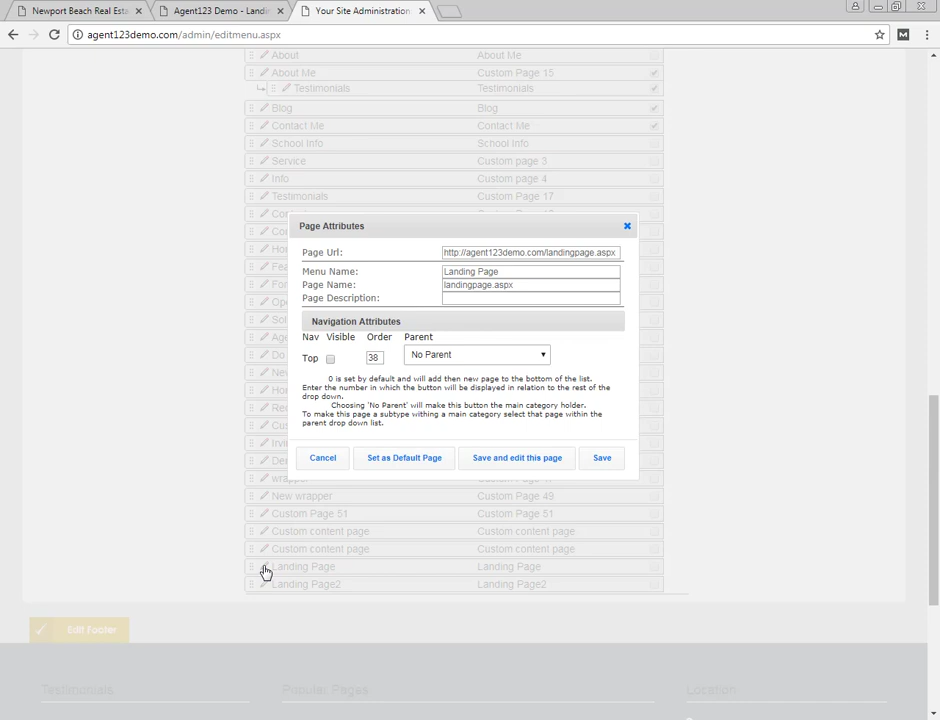 Newport Beach Real Esta
Agent123 Demo - Landi
Your Site Administration
agent123demo.com/admin/editmenu.aspx
About About Me
About Me Custom Page 15
Testimonials Testimonials
Blog Blog
Contact Me Contact Me
School Info School Info
Service Custom page 3
Info Custom page 4
Testimonials Custom Page 17
Page Attributes
Page Url: http://agent123demo.com/landingpage.aspx
Menu Name: Landing Page
Page Name: landingpage.aspx
Page Description:
Navigation Attributes
Nav Visible Order Parent
Top 38 No Parent
0 is set by default and will add then new page to the bottom of the list.
Enter the number in which the button will be displayed in relation to the rest of the
drop down.
Choosing 'No Parent' will make this button the main category holder.
To make this page a subtype withing a main category select that page within the
parent drop down list.
Cancel Set as Default Page Save and edit this page Save
New wrapper Custom Page 49
Custom Page 51 Custom Page 51
Custom content page Custom content page
Custom content page Custom content page
Landing Page Landing Page
Landing Page2 Landing Page2
Edit Footer
Testimonials Popular Pages Location